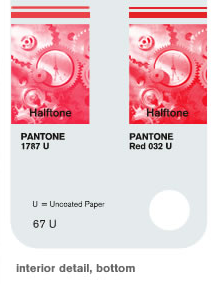 Halftone Halftone
PANTONE PANTONE
1787 U Red 032 U
U = Uncoated Paper
67 U
interior detail, bottom